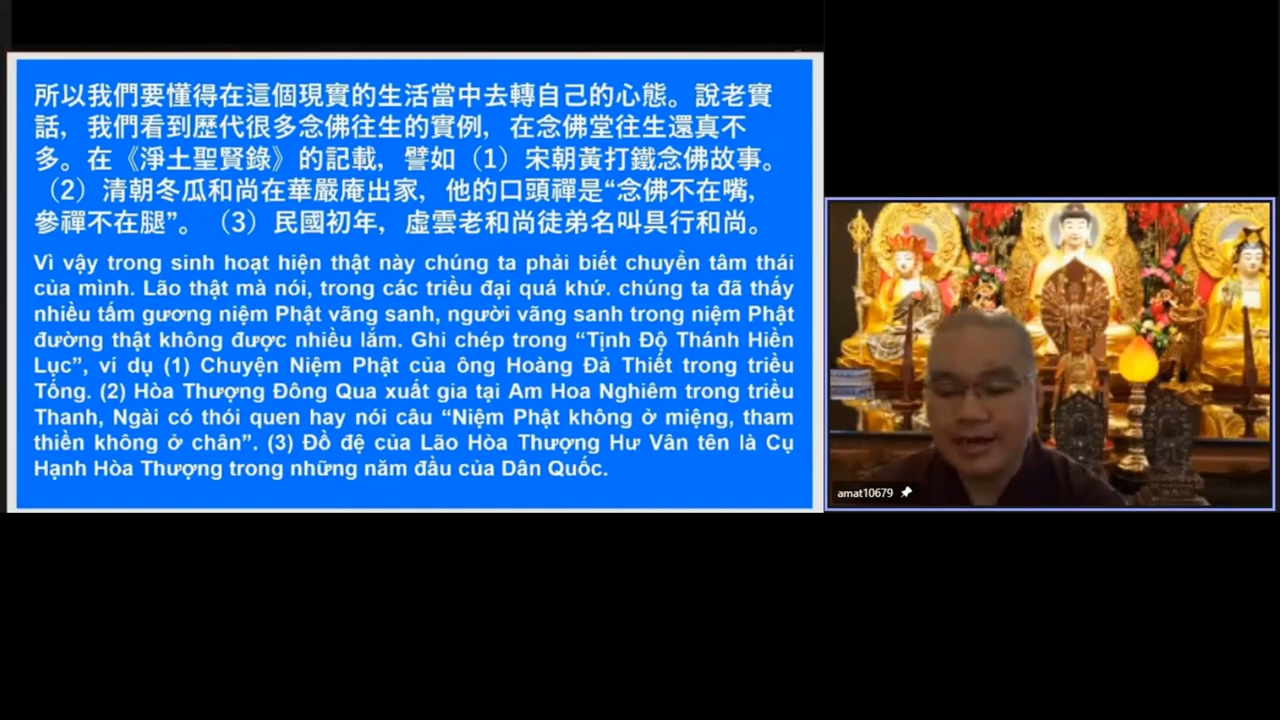 所以我們要懂得在這個現實的生活當中去轉自己的心態。說老實
話，我們看到歷代很多念佛往生的實例，在念佛堂往生還真不
多。在《淨土聖賢錄》的記載，譬如（1）宋朝黃打鐵念佛故事。
（2）清朝冬瓜和尚在華嚴庵出家，他的口頭禪是“念佛不在嘴，
參禪不在腿”。（3）民國初年，虛雲老和尚徒弟名叫具行和尚。
Vì vậy trong sinh hoạt hiện thật này chúng ta phải biết chuyển tâm thái
của mình. Lão thật mà nói, trong các triều đại quá khứ. chúng ta đã thấy
nhiều tấm gương niệm Phật vãng sanh, người vãng sanh trong niệm Phật
đường thật không được nhiều lắm. Ghi chép trong “Tịnh Độ Thánh Hiền
Lục”, ví dụ (1) Chuyện Niệm Phật của ông Hoàng Đả Thiết trong triều
Tống. (2) Hòa Thượng Đông Qua xuất gia tại Am Hoa Nghiêm trong triều
Thanh, Ngài có thói quen hay nói câu “Niệm Phật không ở miệng, tham
thiền không ở chân”. (3) Đồ đệ của Lão Hòa Thượng Hư Vân tên là Cụ
Hạnh Hòa Thượng trong những năm đầu của Dân Quốc.
amat10679